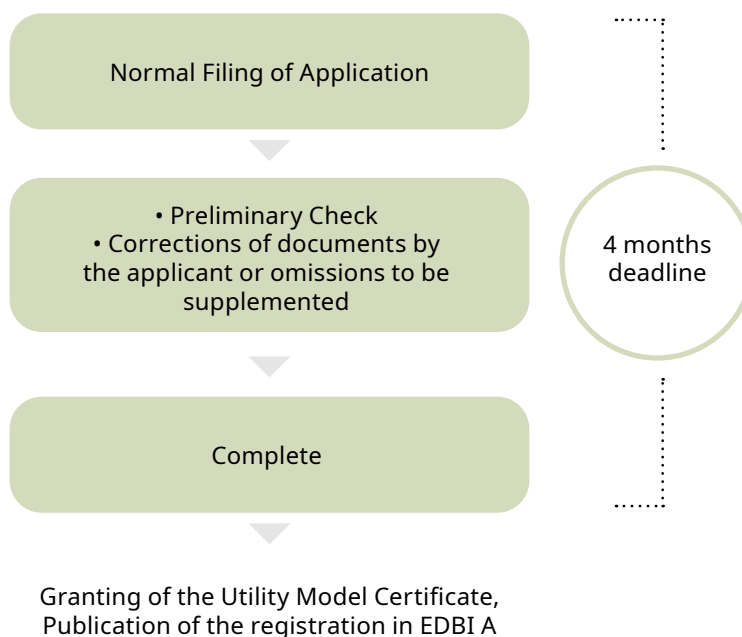 Normal Filing of Application
• Preliminary Check
• Corrections of documents by
the applicant or omissions to be
supplemented
4 months
deadline
Complete
Granting of the Utility Model Certificate,
Publication of the registration in EDBI A